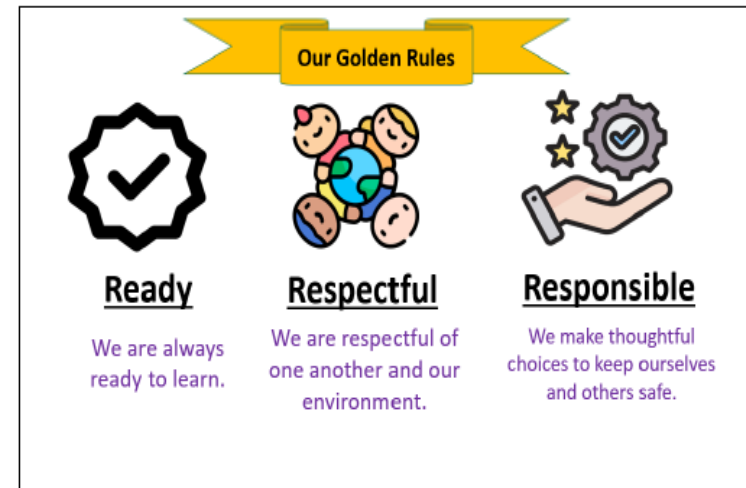 Our Golden Rules
Ready
We are always
ready to learn.
Respectful
We are respectful of
one another and our
environment.
Responsible
We make thoughtful
choices to keep ourselves
and others safe.